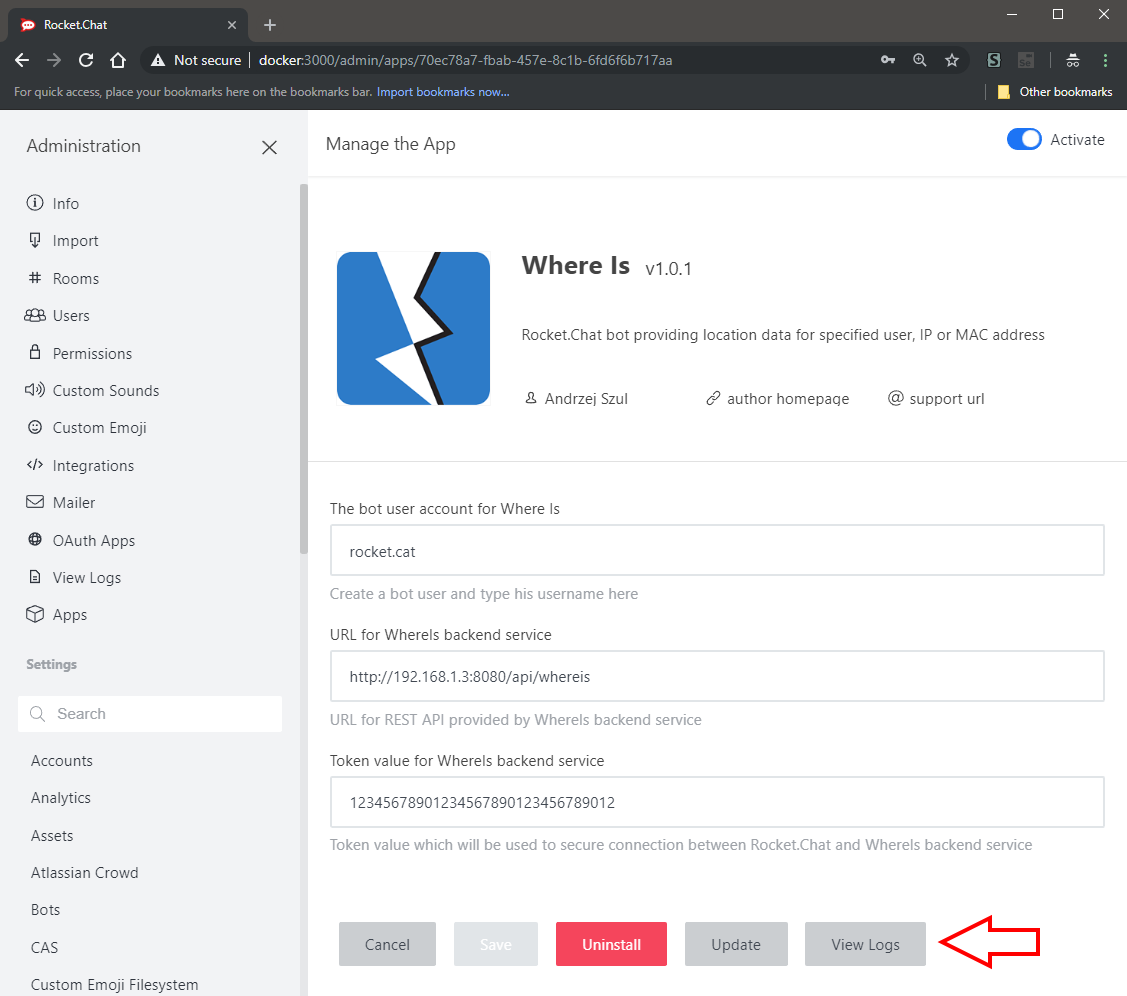 Rocket.Chat
Not secure docker:3000/admin/apps/70ec78a7-fbab-457e-8c1b-6fd6f6b717aa
For quick access, place your bookmarks here on the bookmarks bar. Import bookmarks now...
Other bookmarks
Administration
Info
Import
Rooms
Users
Permissions
Custom Sounds
Custom Emoji
Integrations
Mailer
OAuth Apps
View Logs
Apps
Settings
Search
Accounts
Analytics
Assets
Atlassian Crowd
Bots
CAS
Custom Emoji Filesystem
Manage the App
Activate
Where Is v1.0.1
Rocket.Chat bot providing location data for specified user, IP or MAC address
Andrzej Szul
author homepage
support url
The bot user account for Where Is
rocket.cat
Create a bot user and type his username here
URL for WhereIs backend service
http://192.168.1.3:8080/api/whereis
URL for REST API provided by WhereIs backend service
Token value for WhereIs backend service
12345678901234567890123456789012
Token value which will be used to secure connection between Rocket.Chat and WhereIs backend service
Cancel
Save
Uninstall
Update
View Logs